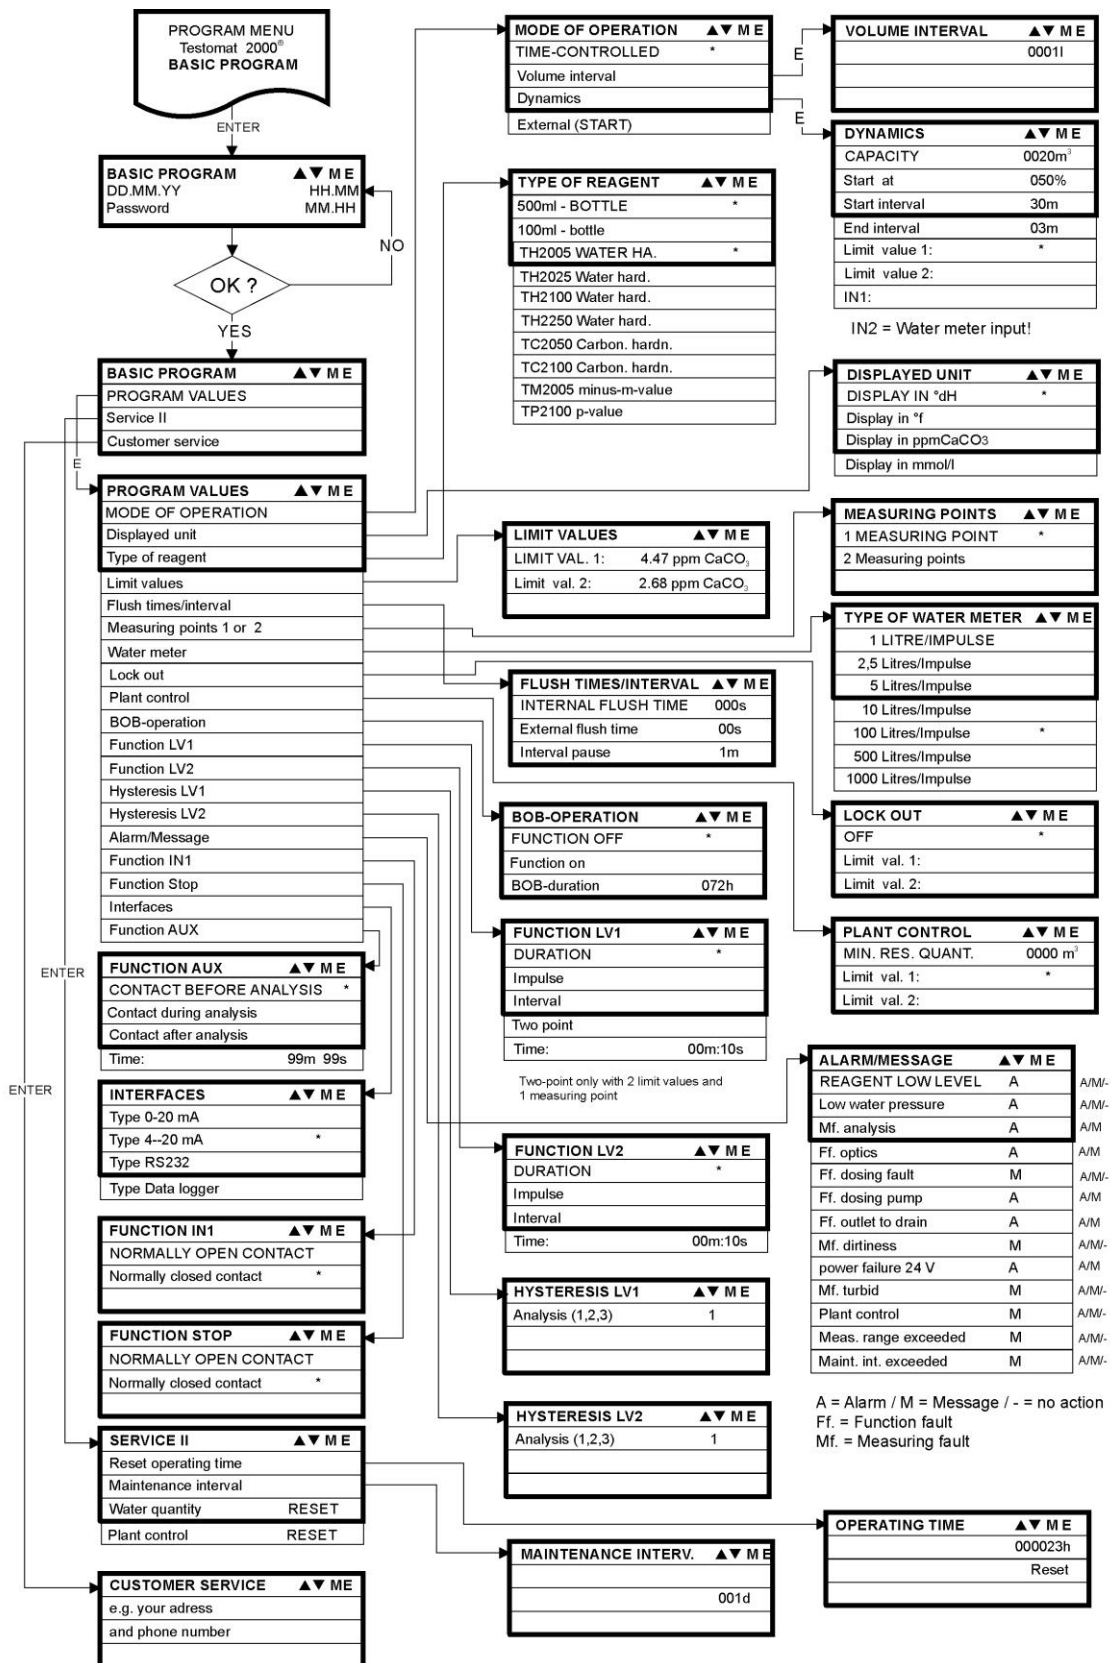 PROGRAM MENU
Testomat 2000®
BASIC PROGRAM
ENTER
BASIC PROGRAM ▲▼ M E
DD.MM.YY HH.MM
Password MM.HH
NO
OK ?
YES
BASIC PROGRAM ▲▼ M E
PROGRAM VALUES
Service II
Customer service
E
PROGRAM VALUES ▲▼ M E
MODE OF OPERATION
Displayed unit
Type of reagent
Limit values
Flush times/interval
Measuring points 1 or 2
Water meter
Lock out
Plant control
BOB-operation
Function LV1
Function LV2
Hysteresis LV1
Hysteresis LV2
Alarm/Message
Function IN1
Function Stop
Interfaces
Function AUX
ENTER
ENTER
FUNCTION AUX ▲▼ M E
CONTACT BEFORE ANALYSIS *
Contact during analysis
Contact after analysis
Time: 99m 99s
INTERFACES ▲▼ M E
Type 0-20 mA
Type 4--20 mA *
Type RS232
Type Data logger
FUNCTION IN1 ▲▼ M E
NORMALLY OPEN CONTACT
Normally closed contact *
FUNCTION STOP ▲▼ M E
NORMALLY OPEN CONTACT
Normally closed contact *
SERVICE II ▲▼ M E
Reset operating time
Maintenance interval
Water quantity RESET
Plant control RESET
CUSTOMER SERVICE ▲▼ ME
e.g. your adress
and phone number
MODE OF OPERATION ▲▼ M E
TIME-CONTROLLED *
Volume interval
Dynamics
External (START)
E
E
TYPE OF REAGENT ▲▼ M E
500ml - BOTTLE *
100ml - bottle
TH2005 WATER HA. *
TH2025 Water hard.
TH2100 Water hard.
TH2250 Water hard.
TC2050 Carbon. hardn.
TC2100 Carbon. hardn.
TM2005 minus-m-value
TP2100 p-value
LIMIT VALUES ▲▼ M E
LIMIT VAL. 1: 4.47 ppm CaCO₃
Limit val. 2: 2.68 ppm CaCO₃
FLUSH TIMES/INTERVAL ▲▼ M E
INTERNAL FLUSH TIME 000s
External flush time 00s
Interval pause 1m
BOB-OPERATION ▲▼ M E
FUNCTION OFF *
Function on
BOB-duration 072h
FUNCTION LV1 ▲▼ M E
DURATION *
Impulse
Interval
Two point
Time: 00m:10s
Two-point only with 2 limit values and
1 measuring point
FUNCTION LV2 ▲▼ M E
DURATION *
Impulse
Interval
Time: 00m:10s
HYSTERESIS LV1 ▲▼ M E
Analysis (1,2,3) 1
HYSTERESIS LV2 ▲▼ M E
Analysis (1,2,3) 1
MAINTENANCE INTERV. ▲▼ M E
001d
VOLUME INTERVAL ▲▼ M E
0001l
DYNAMICS ▲▼ M E
CAPACITY 0020m³
Start at 050%
Start interval 30m
End interval 03m
Limit value 1: *
Limit value 2:
IN1:
IN2 = Water meter input!
DISPLAYED UNIT ▲▼ M E
DISPLAY IN °dH *
Display in °f
Display in ppmCaCO3
Display in mmol/l
MEASURING POINTS ▲▼ M E
1 MEASURING POINT *
2 Measuring points
TYPE OF WATER METER ▲▼ M E
1 LITRE/IMPULSE
2,5 Litres/Impulse
5 Litres/Impulse
10 Litres/Impulse
100 Litres/Impulse *
500 Litres/Impulse
1000 Litres/Impulse
LOCK OUT ▲▼ M E
OFF *
Limit val. 1:
Limit val. 2:
PLANT CONTROL ▲▼ M E
MIN. RES. QUANT. 0000 m³
Limit val. 1: *
Limit val. 2:
ALARM/MESSAGE ▲▼ M E
REAGENT LOW LEVEL A A/M/-
Low water pressure A A/M/-
Mf. analysis A A/M
Ff. optics A A/M
Ff. dosing fault M A/M/-
Ff. dosing pump A A/M
Ff. outlet to drain A A/M
Mf. dirtiness M A/M/-
power failure 24 V A A/M
Mf. turbid M A/M/-
Plant control M A/M/-
Meas. range exceeded M A/M/-
Maint. int. exceeded M A/M/-
A = Alarm / M = Message / - = no action
Ff. = Function fault
Mf. = Measuring fault
OPERATING TIME ▲▼ M E
000023h
Reset